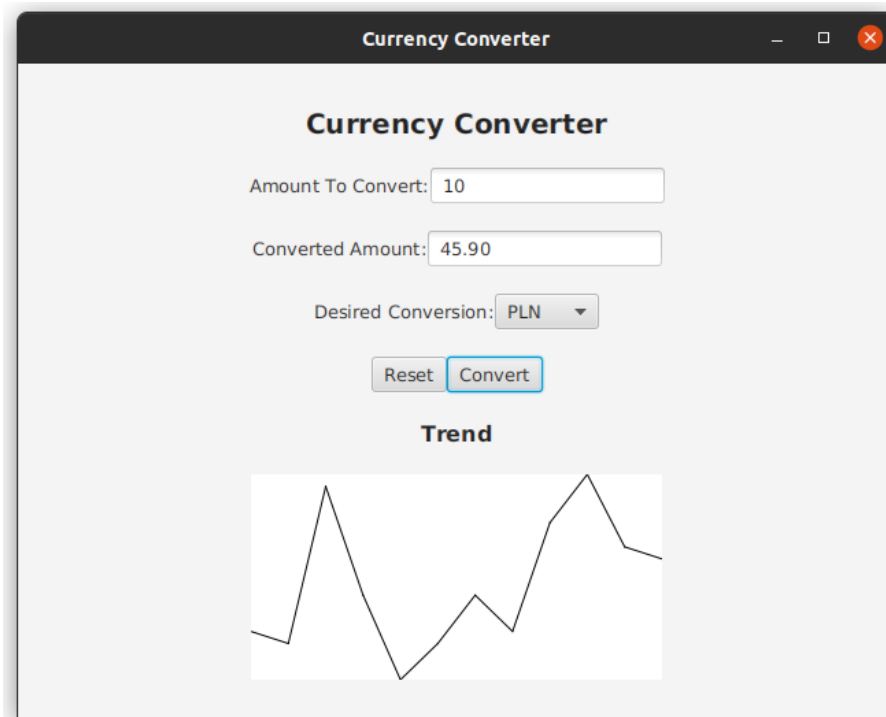 Currency Converter
Currency Converter
Amount To Convert: 10
Converted Amount: 45.90
Desired Conversion: PLN
Reset Convert
Trend